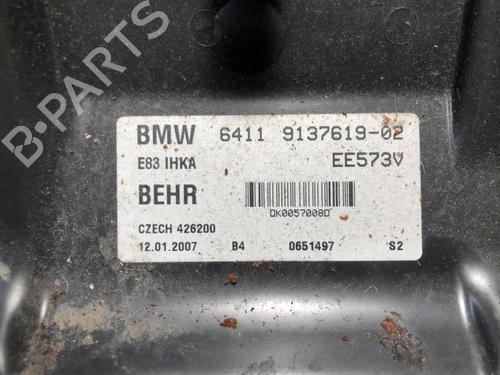 BMW 6411 9137619-02
E83 IHKA EE573V
BEHR
DK0057008D
CZECH 426200
12.01.2007 B4 0651497 S2
B-PARTS